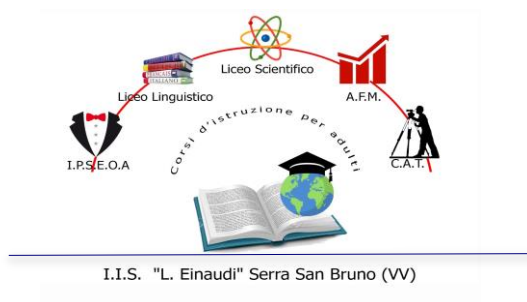 Liceo Scientifico
Liceo Linguistico
A.F.M.
I.P.S.E.O.A
C.A.T.
Corsi d'istruzione per adulti
I.I.S. "L. Einaudi" Serra San Bruno (VV)